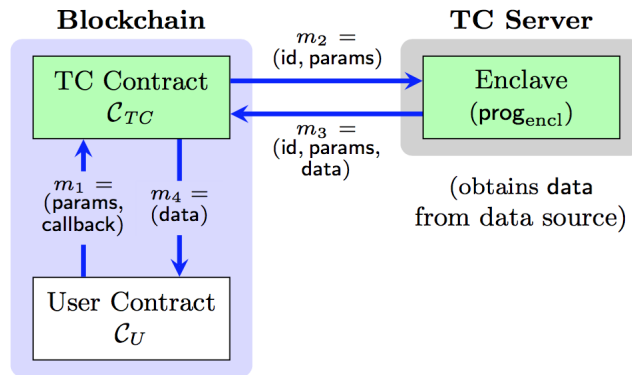 Blockchain
TC Server
TC Contract
𝒞_TC
m₂ =
(id, params)
Enclave
(prog_encl)
m₃ =
(id, params,
data)
m₁ =
(params,
callback)
m₄ =
(data)
(obtains data
from data source)
User Contract
𝒞_U